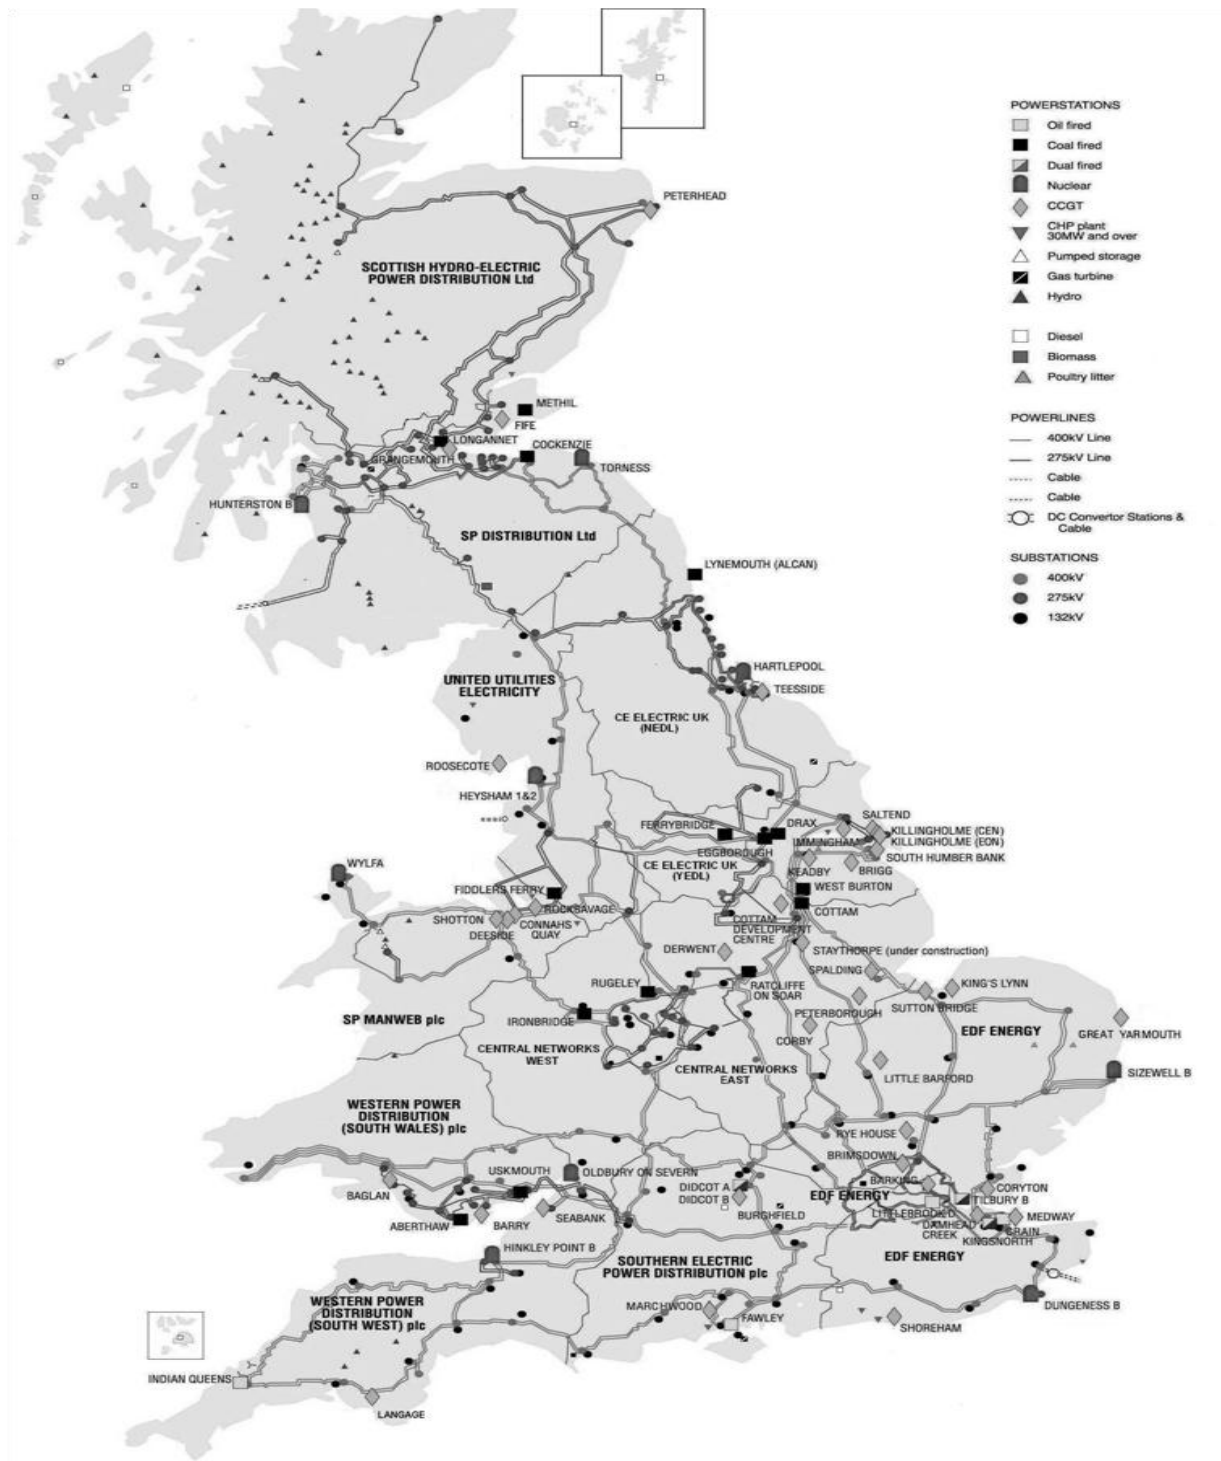 PETERHEAD
SCOTTISH HYDRO-ELECTRIC
POWER DISTRIBUTION Ltd
METHIL
FIFE
LONGANNET
COCKENZIE
GRANGEMOUTH
TORNESS
HUNTERSTON B
SP DISTRIBUTION Ltd
LYNEMOUTH (ALCAN)
HARTLEPOOL
TEESSIDE
UNITED UTILITIES
ELECTRICITY
CE ELECTRIC UK
(NEDL)
ROOSECOTE
HEYSHAM 1&2
SALTEND
FERRYBRIDGE
DRAX
KILLINGHOLME (CEN)
IMMINGHAM
KILLINGHOLME (EON)
EGGBOROUGH
SOUTH HUMBER BANK
WYLFA
CE ELECTRIC UK
(YEDL)
KEADBY
BRIGG
FIDDLERS FERRY
WEST BURTON
ROCKSAVAGE
COTTAM
SHOTTON
CONNAHS
QUAY
DEESIDE
COTTAM
DEVELOPMENT
CENTRE
DERWENT
STAYTHORPE (under construction)
SPALDING
RUGELEY
RATCLIFFE
ON SOAR
KING'S LYNN
SUTTON BRIDGE
PETERBOROUGH
SP MANWEB plc
IRONBRIDGE
CORBY
EDF ENERGY
GREAT YARMOUTH
CENTRAL NETWORKS
WEST
CENTRAL NETWORKS
EAST
LITTLE BARFORD
SIZEWELL B
WESTERN POWER
DISTRIBUTION
(SOUTH WALES) plc
RYE HOUSE
BRIMSDOWN
USKMOUTH
OLDBURY ON SEVERN
BARKING
DIDCOT A
DIDCOT B
EDF ENERGY
CORYTON
TILBURY B
BAGLAN
ABERTHAW
BARRY
SEABANK
BURGHFIELD
LITTLEBROOK D
DAMHEAD
CREEK
MEDWAY
GRAIN
KINGSNORTH
HINKLEY POINT B
SOUTHERN ELECTRIC
POWER DISTRIBUTION plc
EDF ENERGY
WESTERN POWER
DISTRIBUTION
(SOUTH WEST) plc
MARCHWOOD
FAWLEY
SHOREHAM
DUNGENESS B
INDIAN QUEENS
LANGAGE
POWERSTATIONS
Oil fired
Coal fired
Dual fired
Nuclear
CCGT
CHP plant
30MW and over
Pumped storage
Gas turbine
Hydro
Diesel
Biomass
Poultry litter
POWERLINES
400kV Line
275kV Line
Cable
Cable
DC Convertor Stations &
Cable
SUBSTATIONS
400kV
275kV
132kV